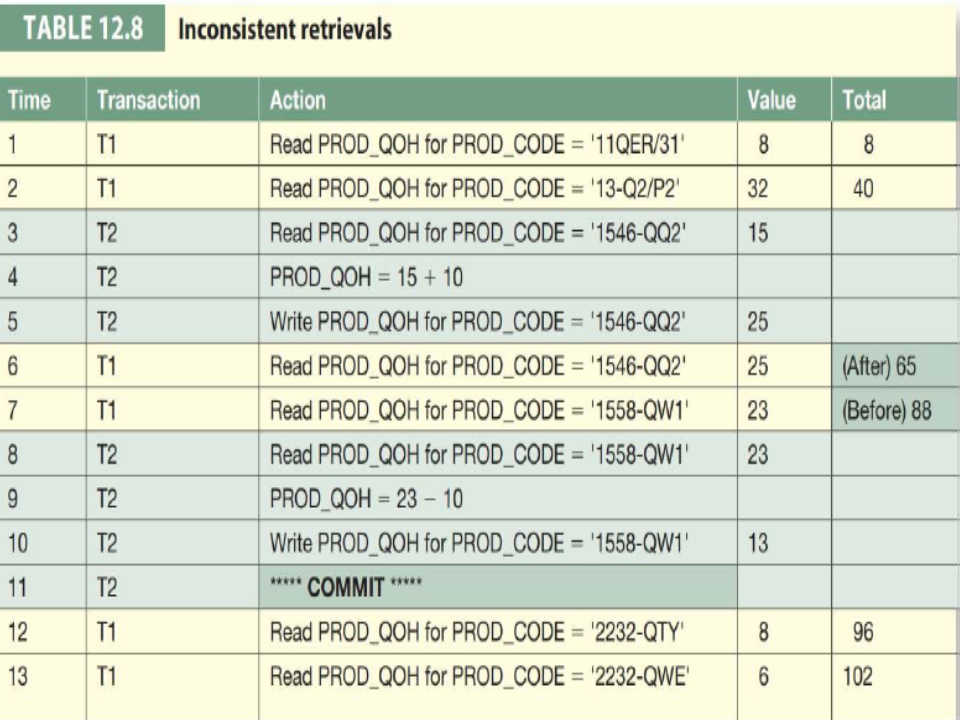 TABLE 12.8 Inconsistent retrievals
Time Transaction Action Value Total
1 T1 Read PROD_QOH for PROD_CODE = '11QER/31' 8 8
2 T1 Read PROD_QOH for PROD_CODE = '13-Q2/P2' 32 40
3 T2 Read PROD_QOH for PROD_CODE = '1546-QQ2' 15
4 T2 PROD_QOH = 15 + 10
5 T2 Write PROD_QOH for PROD_CODE = '1546-QQ2' 25
6 T1 Read PROD_QOH for PROD_CODE = '1546-QQ2' 25 (After) 65
7 T1 Read PROD_QOH for PROD_CODE = '1558-QW1' 23 (Before) 88
8 T2 Read PROD_QOH for PROD_CODE = '1558-QW1' 23
9 T2 PROD_QOH = 23 − 10
10 T2 Write PROD_QOH for PROD_CODE = '1558-QW1' 13
11 T2 ***** COMMIT *****
12 T1 Read PROD_QOH for PROD_CODE = '2232-QTY' 8 96
13 T1 Read PROD_QOH for PROD_CODE = '2232-QWE' 6 102